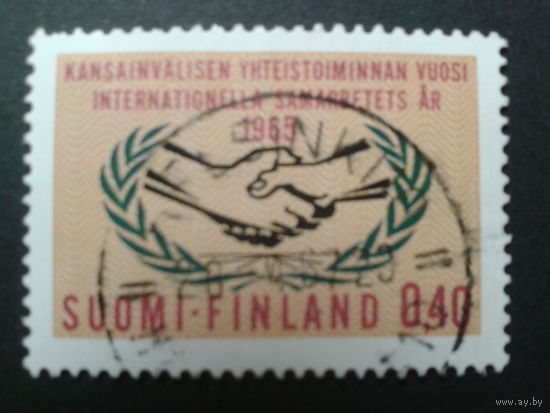 KANSAINVÄLISEN YHTEISTOIMINNAN VUOSI
INTERNATIONELLA SAMARBETETS ÅR
1965
SUOMI·FINLAND 0,40
www.ay.by